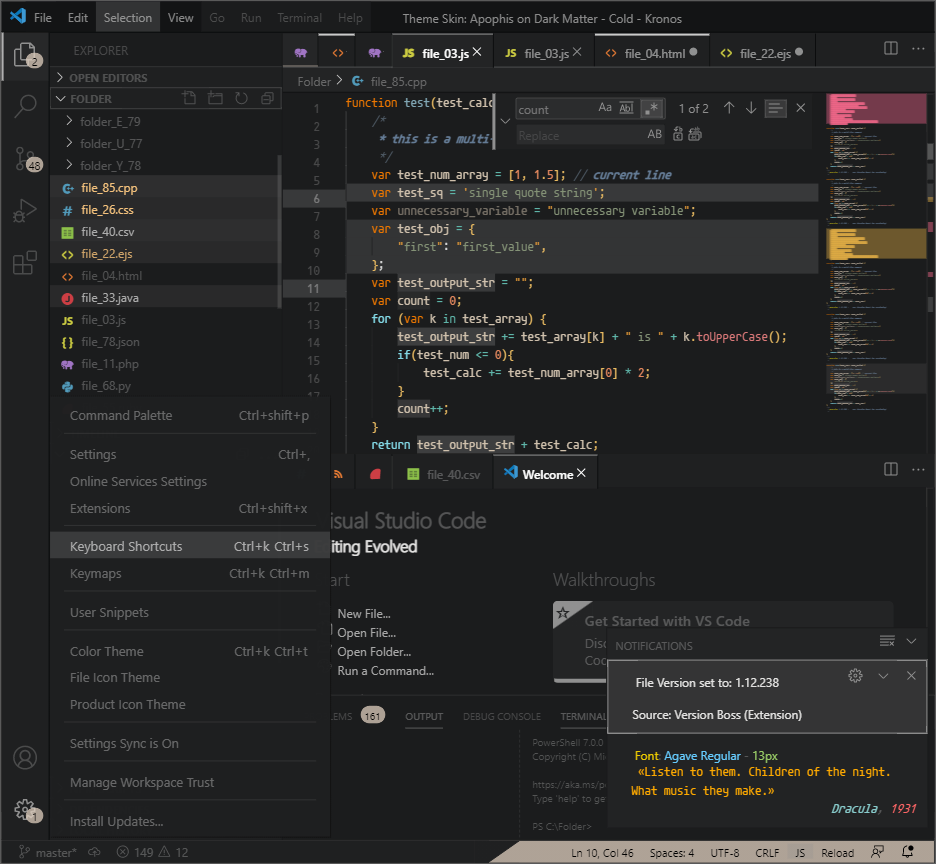 File Edit Selection View Go Run Terminal Help Theme Skin: Apophis on Dark Matter - Cold - Kronos
2
EXPLORER
file_03.js file_03.js file_04.html file_22.ejs
OPEN EDITORS
Folder > file_85.cpp
FOLDER
folder_E_79
folder_U_77
folder_Y_78
file_85.cpp
file_26.css
file_40.csv
file_22.ejs
file_04.html
file_33.java
file_03.js
file_78.json
file_11.php
file_68.py
48
count Aa Abl .* 1 of 2
Replace AB
1 function test(test_calc
2 /*
3 * this is a multi-
4 */
5 var test_num_array = [1, 1.5]; // current line
6 var test_sq = 'single quote string';
7 var unnecessary_variable = "unnecessary variable";
8 var test_obj = {
9 "first": "first_value",
10 };
11 var test_output_str = "";
12 var count = 0;
13 for (var k in test_array) {
14 test_output_str += test_array[k] + " is " + k.toUpperCase();
15 if(test_num <= 0){
16 test_calc += test_num_array[0] * 2;
17 }
count++;
}
return test_output_str + test_calc;
Command Palette Ctrl+shift+p
Settings Ctrl+,
Online Services Settings
Extensions Ctrl+shift+x
Keyboard Shortcuts Ctrl+k Ctrl+s
Keymaps Ctrl+k Ctrl+m
User Snippets
Color Theme Ctrl+k Ctrl+t
File Icon Theme
Product Icon Theme
Settings Sync is On
Manage Workspace Trust
Install Updates...
file_40.csv Welcome
isual Studio Code
iting Evolved
art
New File...
Open File...
Open Folder...
Run a Command...
Walkthroughs
Get Started with VS Code
Disc
Coc
NOTIFICATIONS
File Version set to: 1.12.238
Source: Version Boss (Extension)
Font: Agave Regular - 13px
«Listen to them. Children of the night.
What music they make.»
Dracula, 1931
LEMS 161 OUTPUT DEBUG CONSOLE TERMINAL
PowerShell 7.0.0
Copyright (C) Mi
https://aka.ms/p
Type 'help' to ge
PS C:\Folder>
1
master* 149 12 Ln 10, Col 46 Spaces: 4 UTF-8 CRLF JS Reload